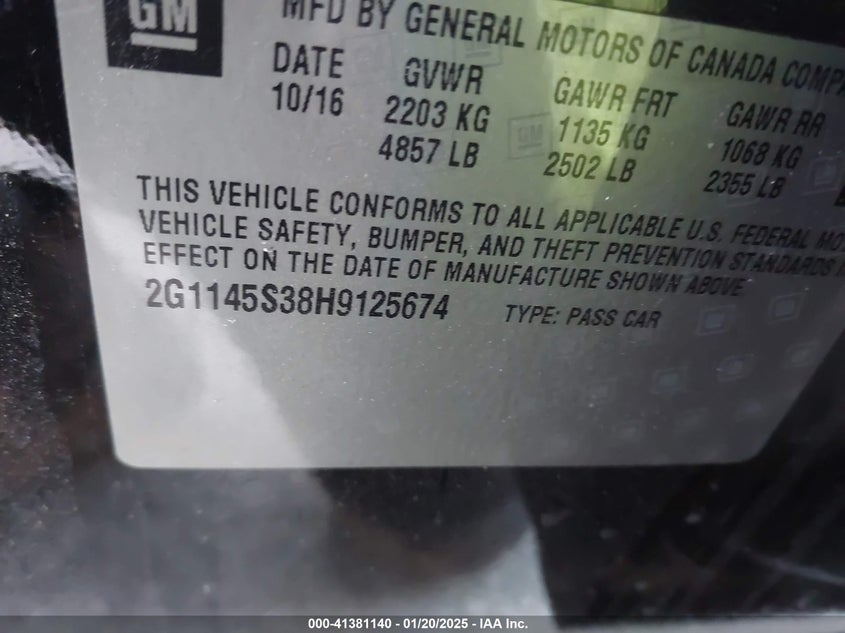 GM
MFD BY GENERAL MOTORS OF CANADA
DATE GVWR GAWR FRT GAWR RR
10/16 2203 KG 1135 KG 1068 KG
4857 LB 2502 LB 2355 LB
GM
THIS VEHICLE CONFORMS TO ALL APPLICABLE U.S. FEDERAL
VEHICLE SAFETY, BUMPER, AND THEFT PREVENTION STANDARDS
EFFECT ON THE DATE OF MANUFACTURE SHOWN ABOVE
2G1145S38H9125674 TYPE: PASS CAR
000-41381140 - 01/20/2025 - IAA Inc.